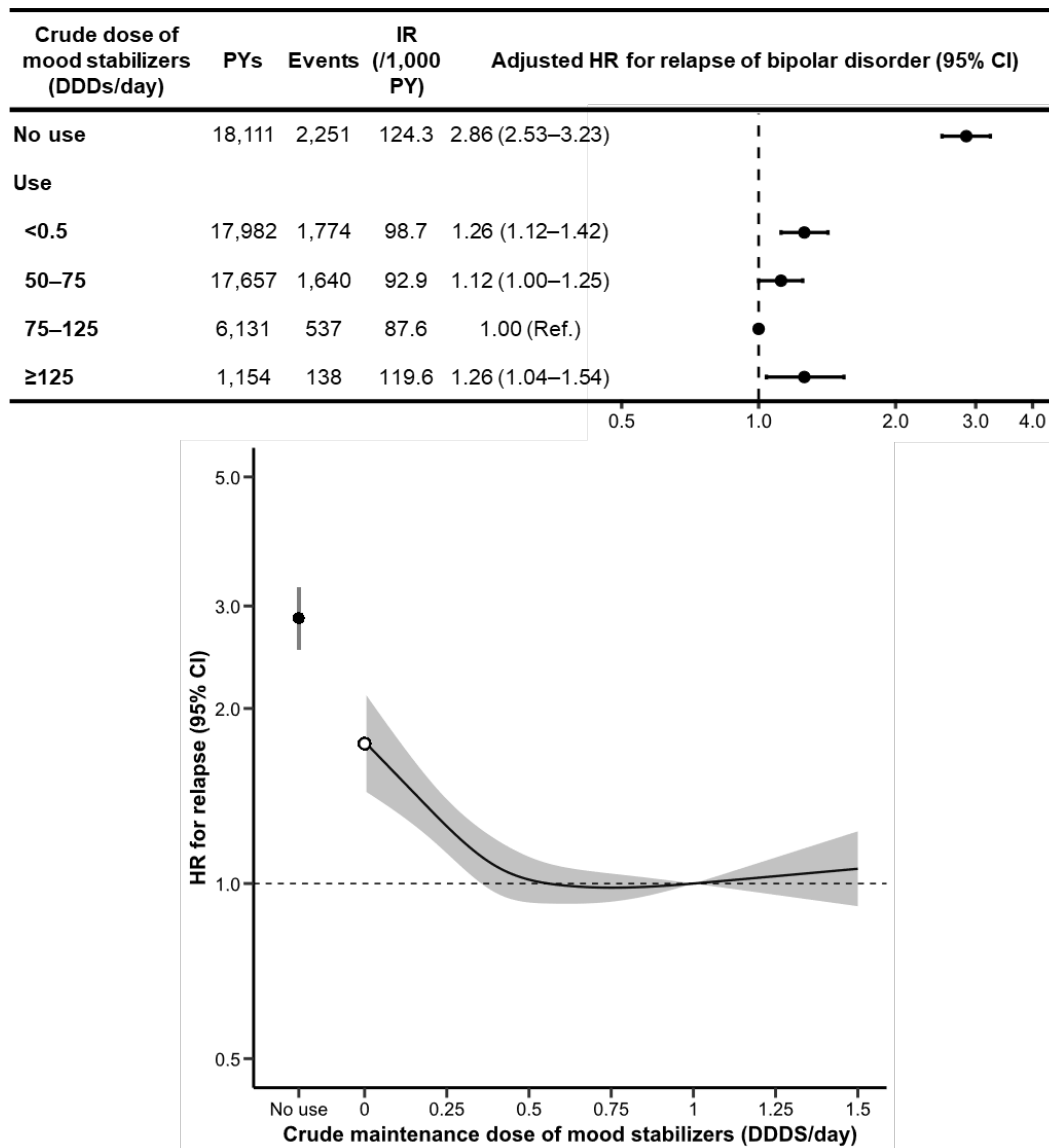 Crude dose of
mood stabilizers
(DDDs/day)
PYs
Events
IR
(/1,000
PY)
Adjusted HR for relapse of bipolar disorder (95% CI)
No use 18,111 2,251 124.3 2.86 (2.53–3.23)
Use
<0.5 17,982 1,774 98.7 1.26 (1.12–1.42)
50–75 17,657 1,640 92.9 1.12 (1.00–1.25)
75–125 6,131 537 87.6 1.00 (Ref.)
≥125 1,154 138 119.6 1.26 (1.04–1.54)
0.5 1.0 2.0 3.0 4.0
HR for relapse (95% CI)
5.0
3.0
2.0
1.0
0.5
No use 0 0.25 0.5 0.75 1 1.25 1.5
Crude maintenance dose of mood stabilizers (DDDS/day)